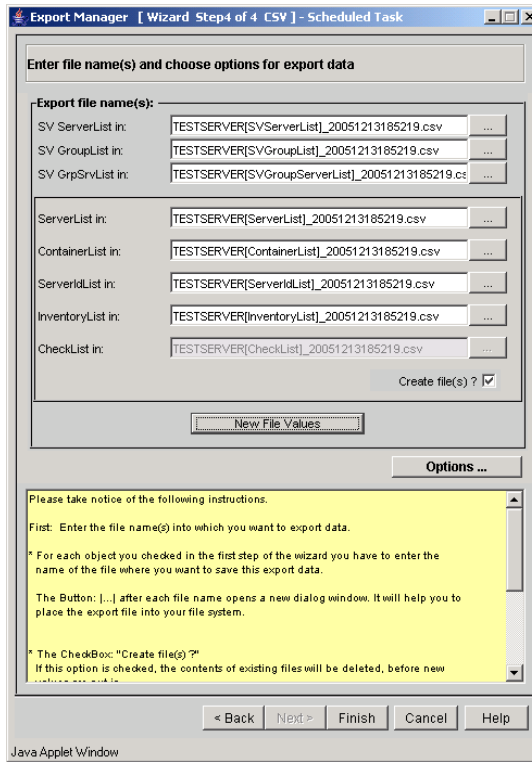 Export Manager [ Wizard Step4 of 4 CSV ] - Scheduled Task
Enter file name(s) and choose options for export data
Export file name(s):
SV ServerList in: TESTSERVER[SVServerList]_20051213185219.csv ...
SV GroupList in: TESTSERVER[SVGroupList]_20051213185219.csv ...
SV GrpSrvList in: TESTSERVER[SVGroupServerList]_20051213185219.cs ...
ServerList in: TESTSERVER[ServerList]_20051213185219.csv ...
ContainerList in: TESTSERVER[ContainerList]_20051213185219.csv ...
ServerIdList in: TESTSERVER[ServerIdList]_20051213185219.csv ...
InventoryList in: TESTSERVER[InventoryList]_20051213185219.csv ...
CheckList in: TESTSERVER[CheckList]_20051213185219.csv ...
Create file(s) ?
New File Values
Options ...
Please take notice of the following instructions.
First: Enter the file name(s) into which you want to export data.
* For each object you checked in the first step of the wizard you have to enter the
name of the file where you want to save this export data.
The Button: |...| after each file name opens a new dialog window. It will help you to
place the export file into your file system.
* The CheckBox: "Create file(s) ?"
If this option is checked, the contents of existing files will be deleted, before new
< Back Next > Finish Cancel Help
Java Applet Window